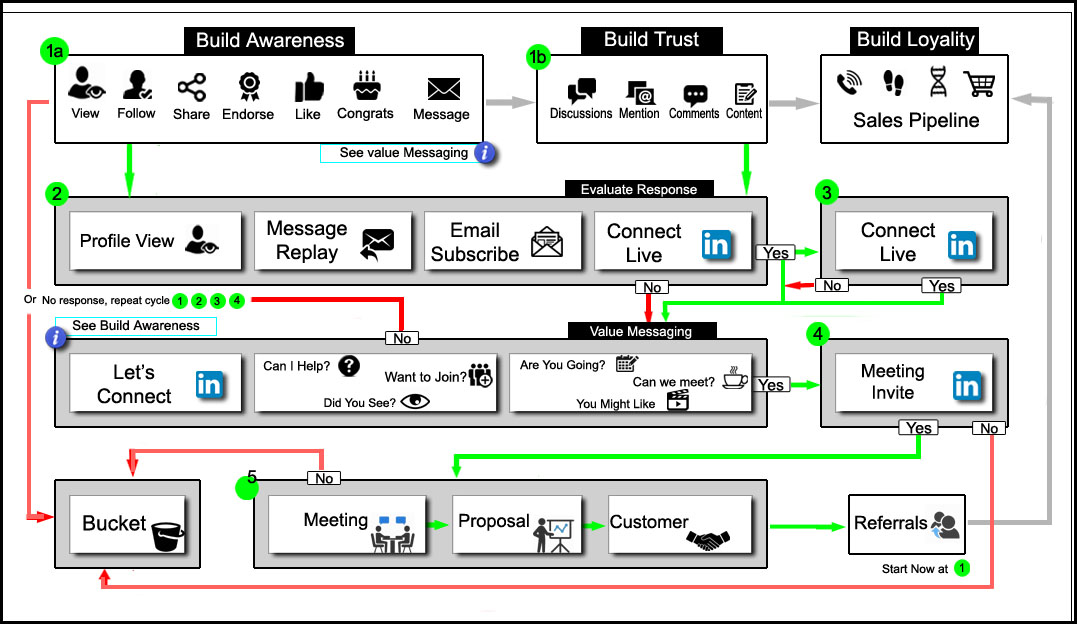 Build Awareness
Build Trust
Build Loyality
1a
View
Follow
Share
Endorse
Like
Congrats
Message
1b
Discussions
Mention
Comments
Content
Sales Pipeline
See value Messaging i
2
Evaluate Response
Profile View
Message
Replay
Email
Subscribe
Connect
Live
in
Yes
No
3
Connect
Live
in
No
Yes
Or No response, repeat cycle 1 2 3 4
i See Build Awareness
No
Value Messaging
Let's
Connect
in
Can I Help? ?
Want to Join?
Did You See?
Are You Going?
Can we meet?
You Might Like
Yes
4
Meeting
Invite
in
Yes
No
Bucket
No
5
Meeting
Proposal
Customer
Referrals
Start Now at 1